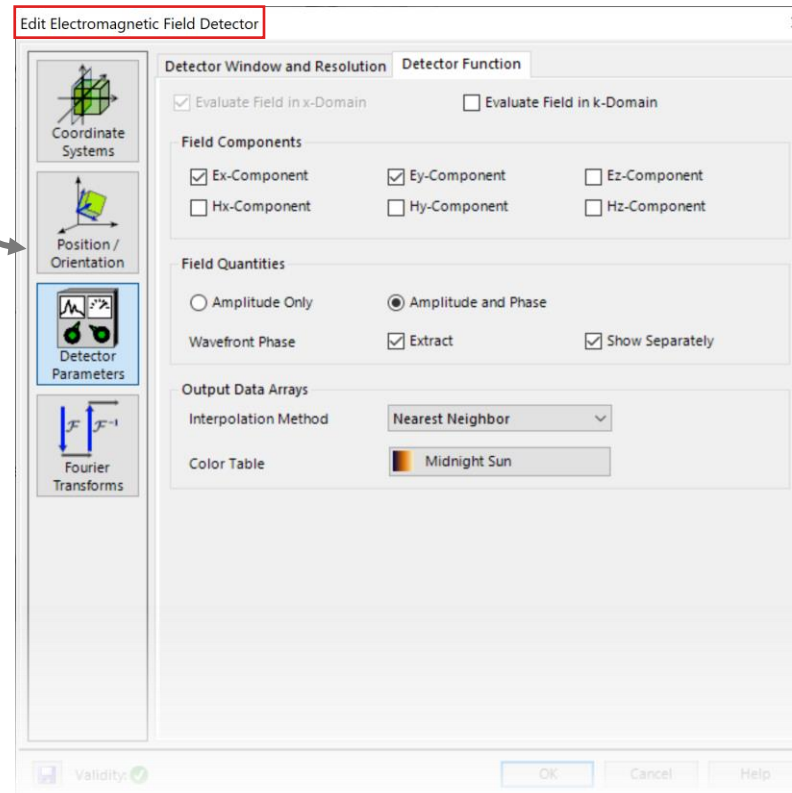 Edit Electromagnetic Field Detector
Coordinate
Systems
Position /
Orientation
Detector
Parameters
ℱ ℱ⁻¹
Fourier
Transforms
Detector Window and Resolution Detector Function
Evaluate Field in x-Domain Evaluate Field in k-Domain
Field Components
Ex-Component Ey-Component Ez-Component
Hx-Component Hy-Component Hz-Component
Field Quantities
Amplitude Only Amplitude and Phase
Wavefront Phase Extract Show Separately
Output Data Arrays
Interpolation Method Nearest Neighbor
Color Table Midnight Sun
Validity: OK Cancel Help